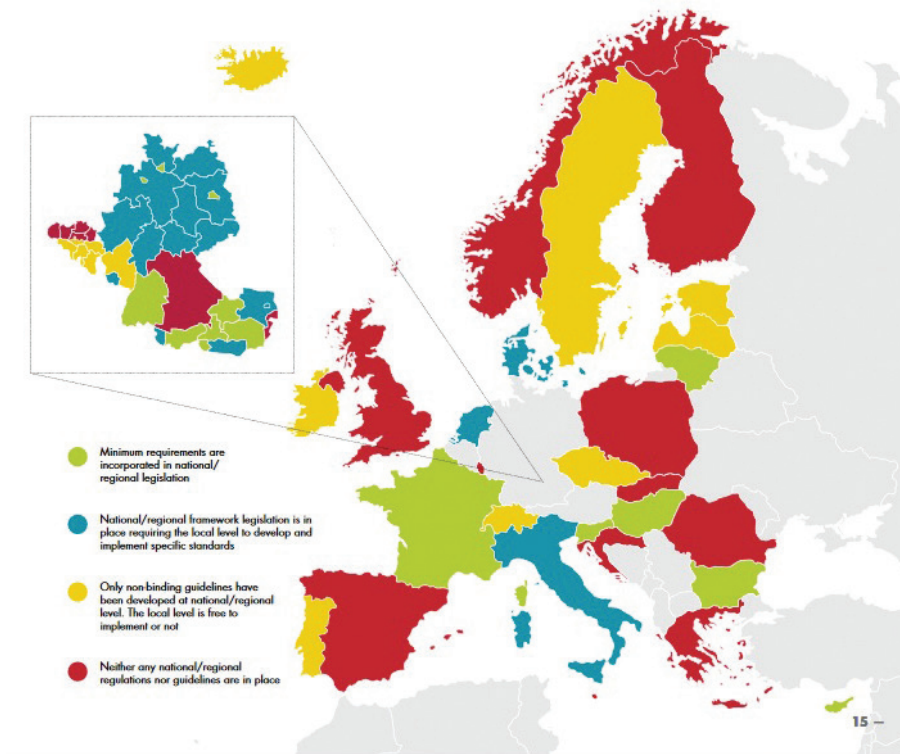 Minimum requirements are
incorporated in national/
regional legislation
National/regional framework legislation is in
place requiring the local level to develop and
implement specific standards
Only non-binding guidelines have
been developed at national/regional
level. The local level is free to
implement or not
Neither any national/regional
regulations nor guidelines are in place
15 —